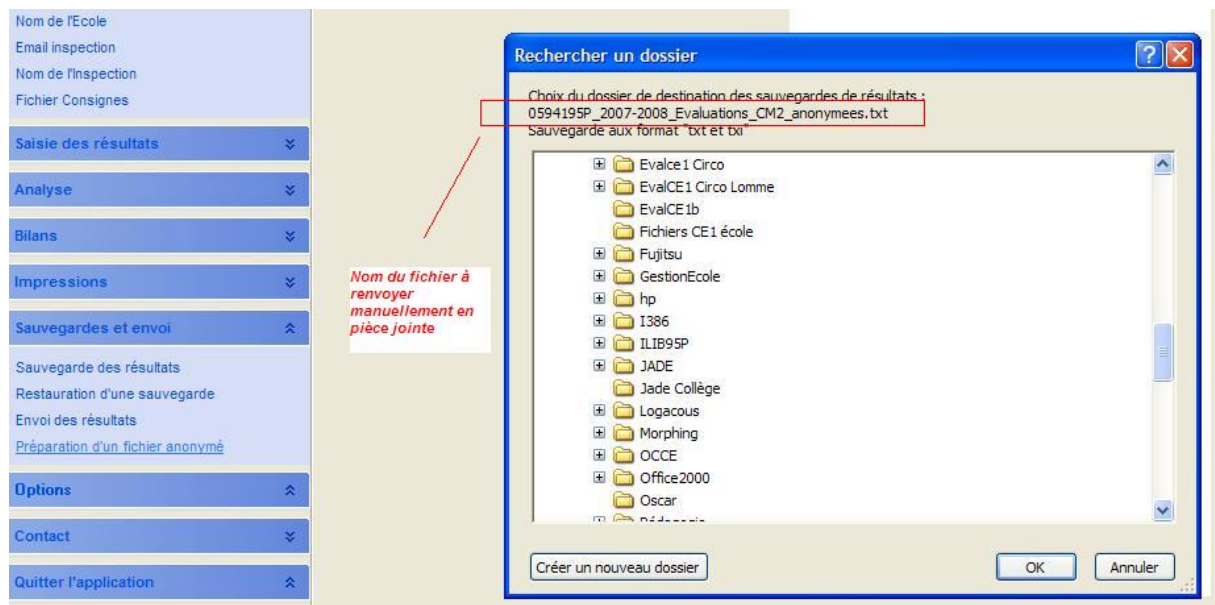 Nom de l'Ecole
Email inspection
Nom de l'Inspection
Fichier Consignes
Saisie des résultats
Analyse
Bilans
Impressions
Sauvegardes et envoi
Sauvegarde des résultats
Restauration d'une sauvegarde
Envoi des résultats
Préparation d'un fichier anonymé
Options
Contact
Quitter l'application
Nom du fichier à
renvoyer
manuellement en
pièce jointe
Rechercher un dossier
Choix du dossier de destination des sauvegardes de résultats :
0594195P_2007-2008_Evaluations_CM2_anonymees.txt
Sauvegarde aux format "txt et txi"
Evalce1 Circo
EvalCE1 Circo Lomme
EvalCE1b
Fichiers CE1 école
Fujitsu
GestionEcole
hp
I386
ILIB95P
JADE
Jade Collège
Logacous
Morphing
OCCE
Office2000
Oscar
Créer un nouveau dossier
OK
Annuler